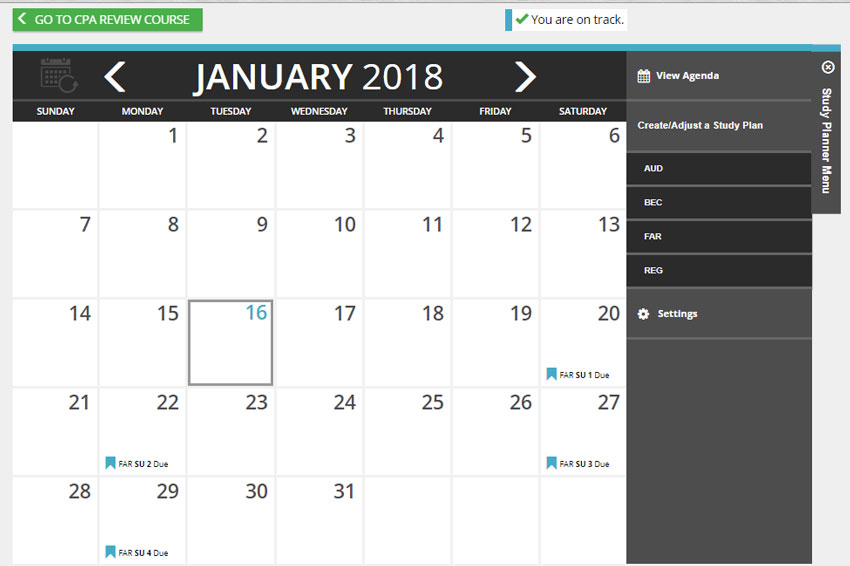 GO TO CPA REVIEW COURSE
You are on track.
JANUARY 2018
SUNDAY MONDAY TUESDAY WEDNESDAY THURSDAY FRIDAY SATURDAY
1 2 3 4 5 6
7 8 9 10 11 12 13
14 15 16 17 18 19 20
FAR SU 1 Due
21 22 23 24 25 26 27
FAR SU 2 Due FAR SU 3 Due
28 29 30 31
FAR SU 4 Due
View Agenda
Create/Adjust a Study Plan
AUD
BEC
FAR
REG
Settings
Study Planner Menu